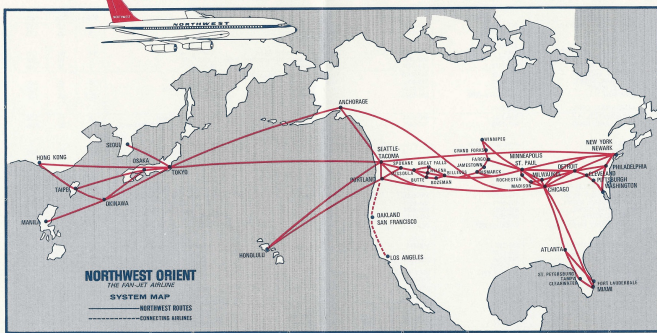 NORTHWEST
NORTHWEST
ANCHORAGE
SEOUL
HONG KONG
OSAKA
TOKYO
TAIPEI
OKINAWA
MANILA
HONOLULU
SEATTLE-
TACOMA
PORTLAND
SPOKANE
MISSOULA
GREAT FALLS
HELENA
BUTTE
BOZEMAN
BILLINGS
WINNIPEG
GRAND FORKS
FARGO
JAMESTOWN
BISMARCK
MINNEAPOLIS
ST. PAUL
ROCHESTER
MADISON
MILWAUKEE
CHICAGO
DETROIT
CLEVELAND
PITTSBURGH
NEW YORK
NEWARK
PHILADELPHIA
WASHINGTON
OAKLAND
SAN FRANCISCO
LOS ANGELES
ATLANTA
ST. PETERSBURG
TAMPA
CLEARWATER
FORT LAUDERDALE
MIAMI
NORTHWEST ORIENT
THE FAN-JET AIRLINE
SYSTEM MAP
NORTHWEST ROUTES
CONNECTING AIRLINES